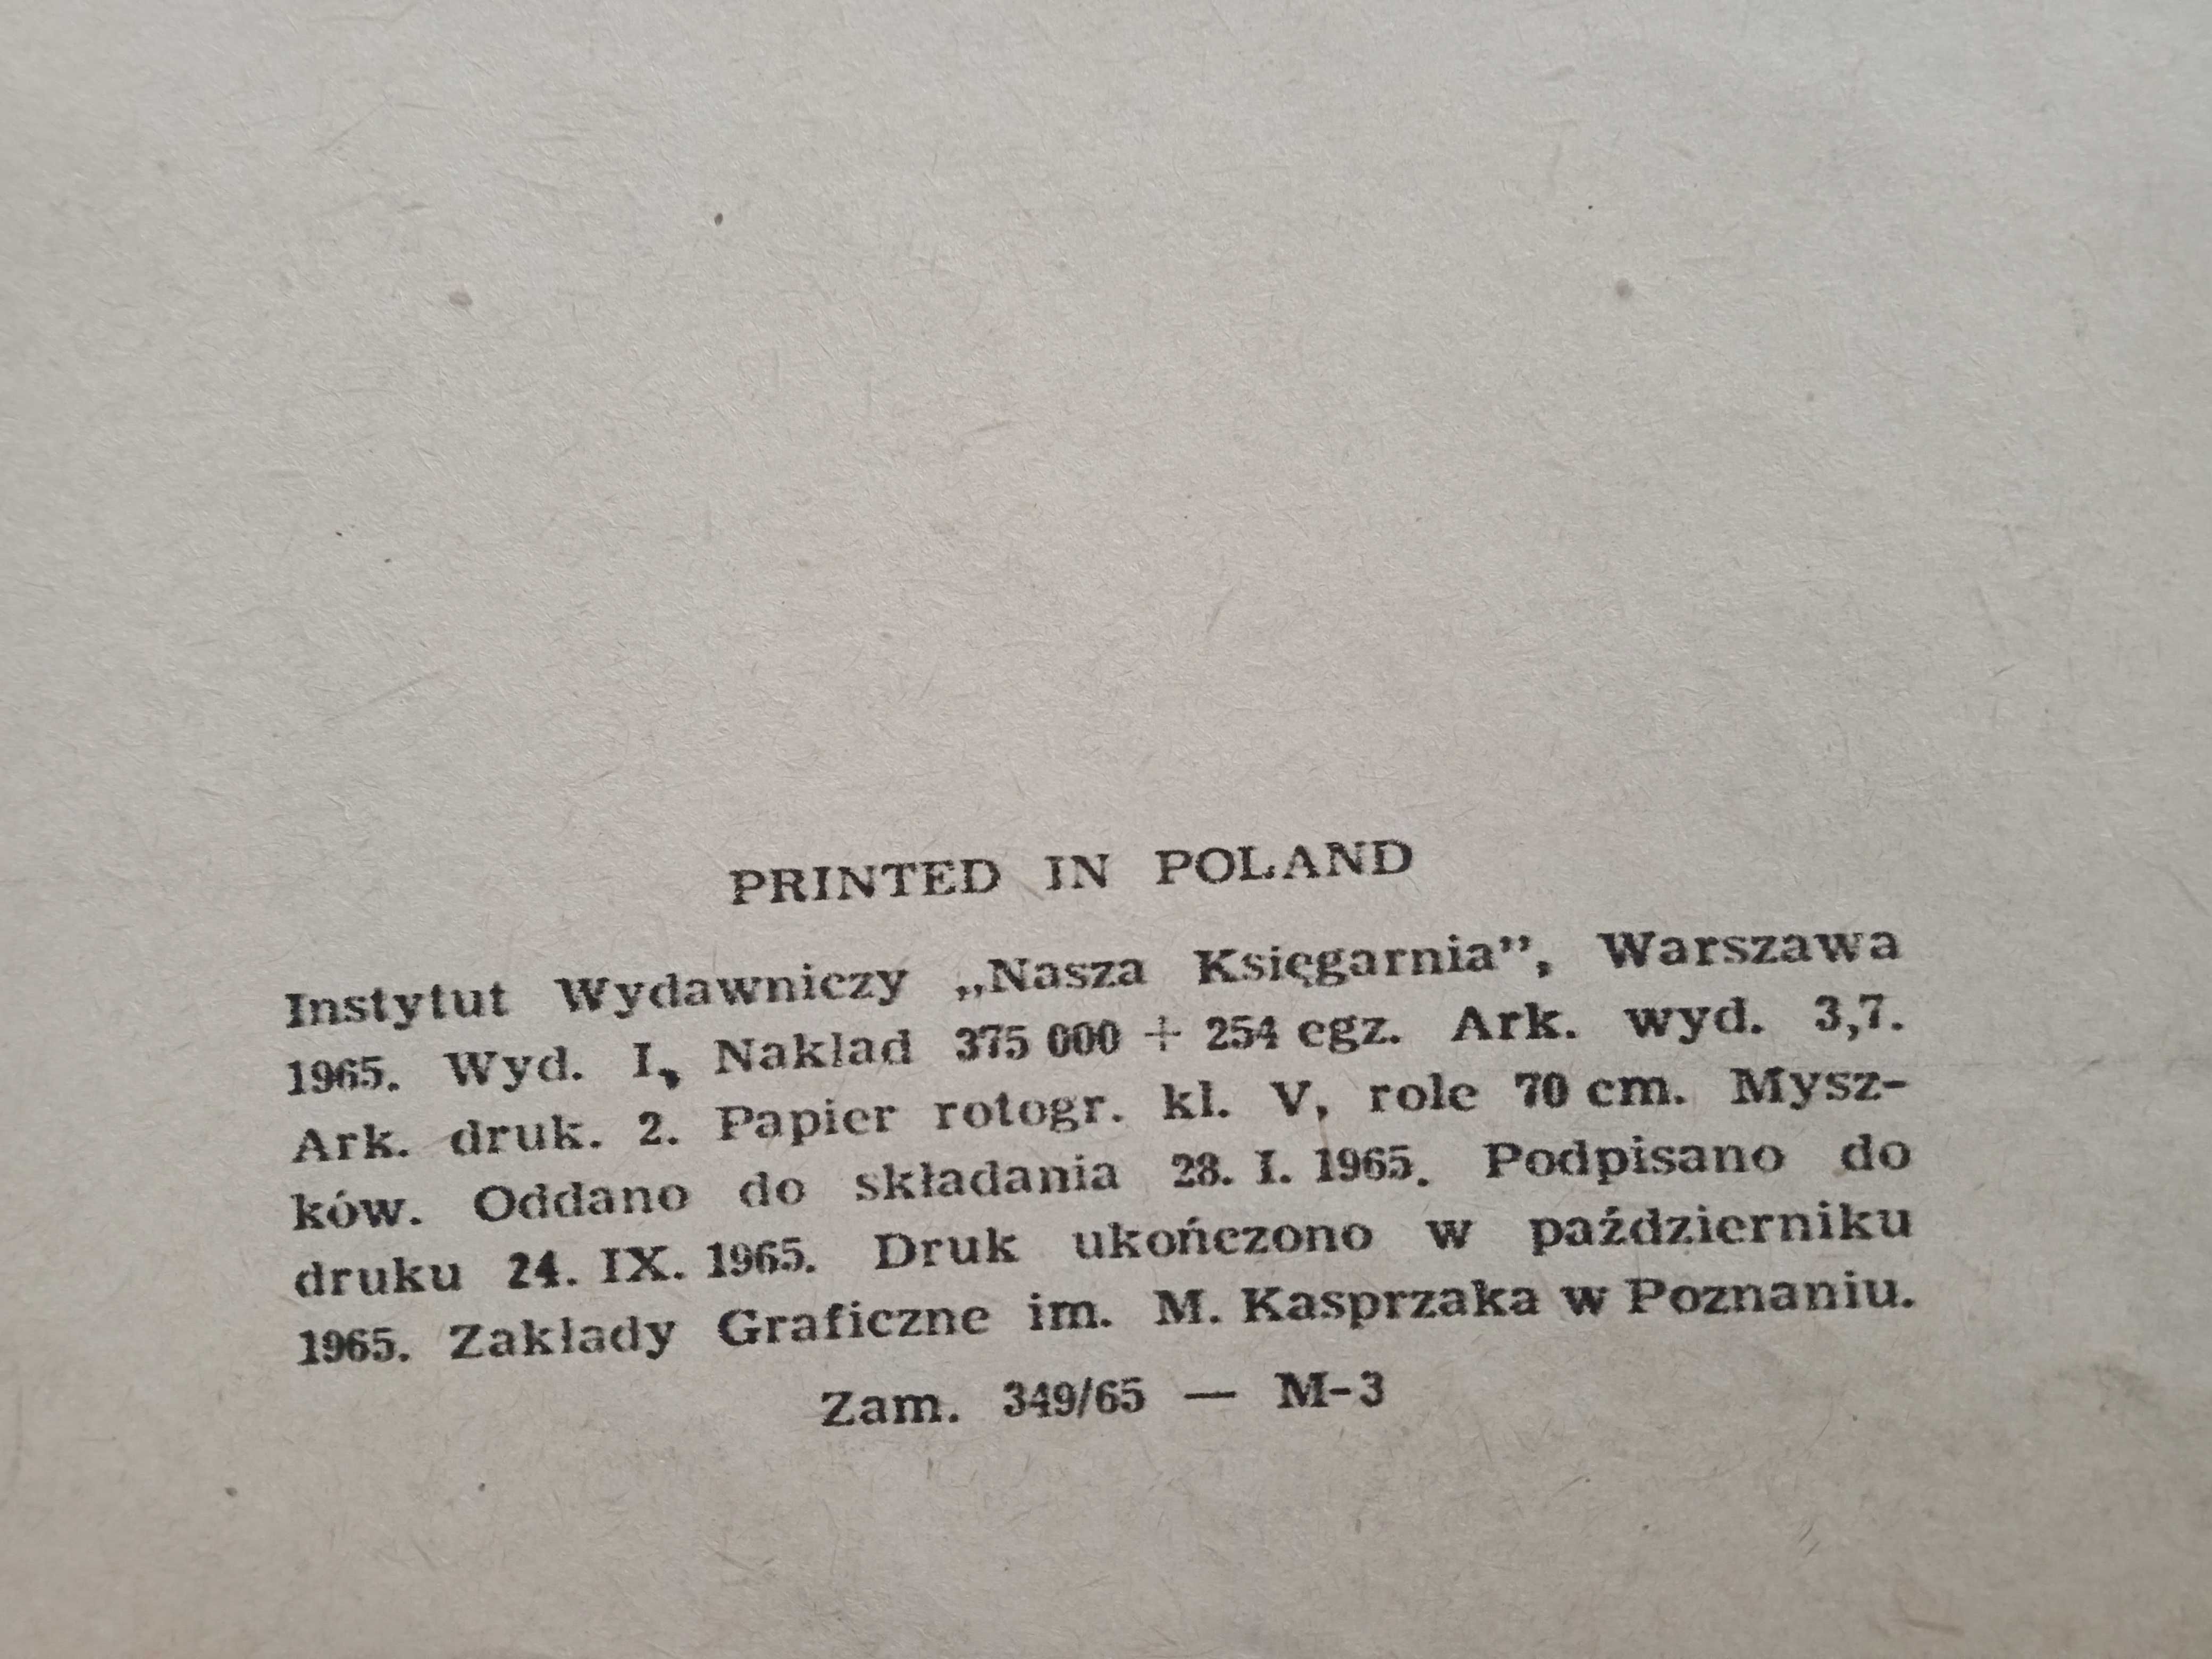 PRINTED IN POLAND
Instytut Wydawniczy „Nasza Księgarnia”, Warszawa
1965. Wyd. I, Nakład 375 000 + 254 egz. Ark. wyd. 3,7.
Ark. druk. 2. Papier rotogr. kl. V, role 70 cm. Mysz-
ków. Oddano do składania 28. I. 1965. Podpisano do
druku 24. IX. 1965. Druk ukończono w październiku
1965. Zakłady Graficzne im. M. Kasprzaka w Poznaniu.
Zam. 349/65 — M-3